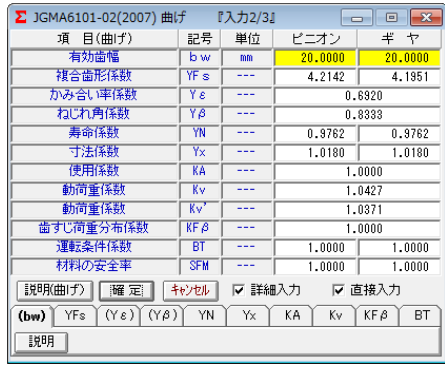 Σ JGMA6101-02(2007) 曲げ 『入力2/3』
項 目(曲げ) 記号 単位 ピニオン ギ ヤ
有効歯幅 bw mm 20.0000 20.0000
複合歯形係数 YFs --- 4.2142 4.1951
かみ合い率係数 Yε --- 0.6920
ねじれ角係数 Yβ --- 0.8333
寿命係数 YN --- 0.9762 0.9762
寸法係数 Yx --- 1.0180 1.0180
使用係数 KA --- 1.0000
動荷重係数 Kv --- 1.0427
動荷重係数 Kv' --- 1.0371
歯すじ荷重分布係数 KFβ --- 1.0000
運転条件係数 BT --- 1.0000 1.0000
材料の安全率 SFM --- 1.0000 1.0000
説明(曲げ) 確 定 キャンセル 詳細入力 直接入力
(bw) YFs (Yε) (Yβ) YN Yx KA Kv KFβ BT
説明